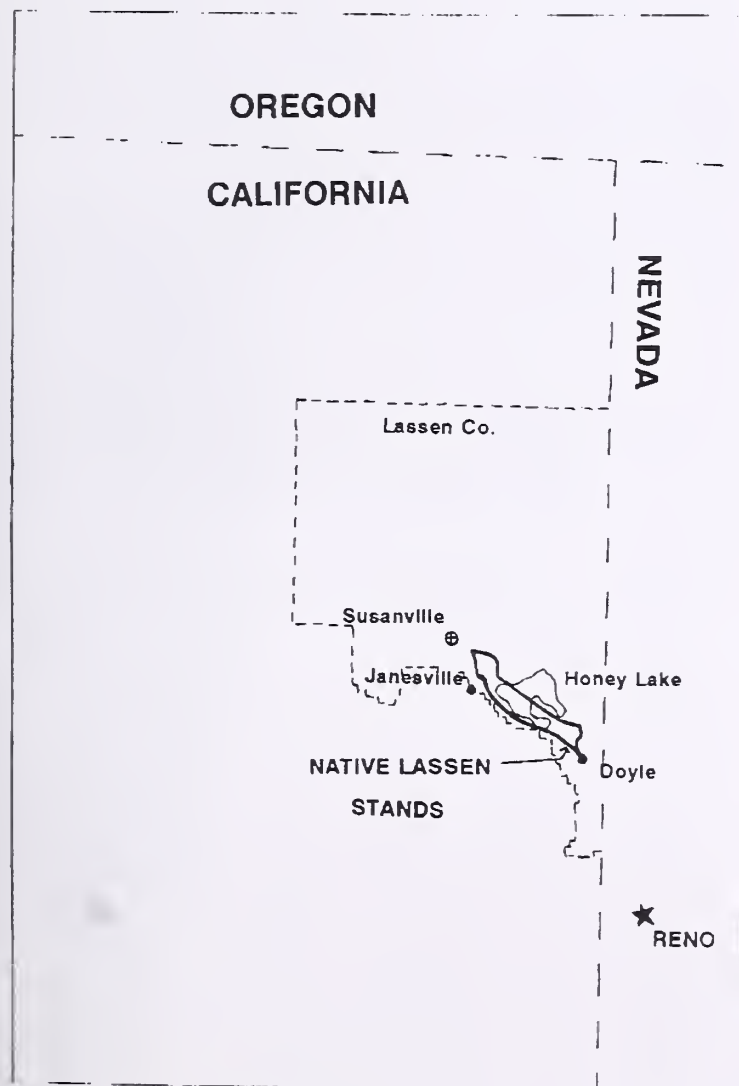 OREGON
CALIFORNIA
NEVADA
Lassen Co.
Susanville
Janesville
Honey Lake
NATIVE LASSEN
STANDS
Doyle
RENO